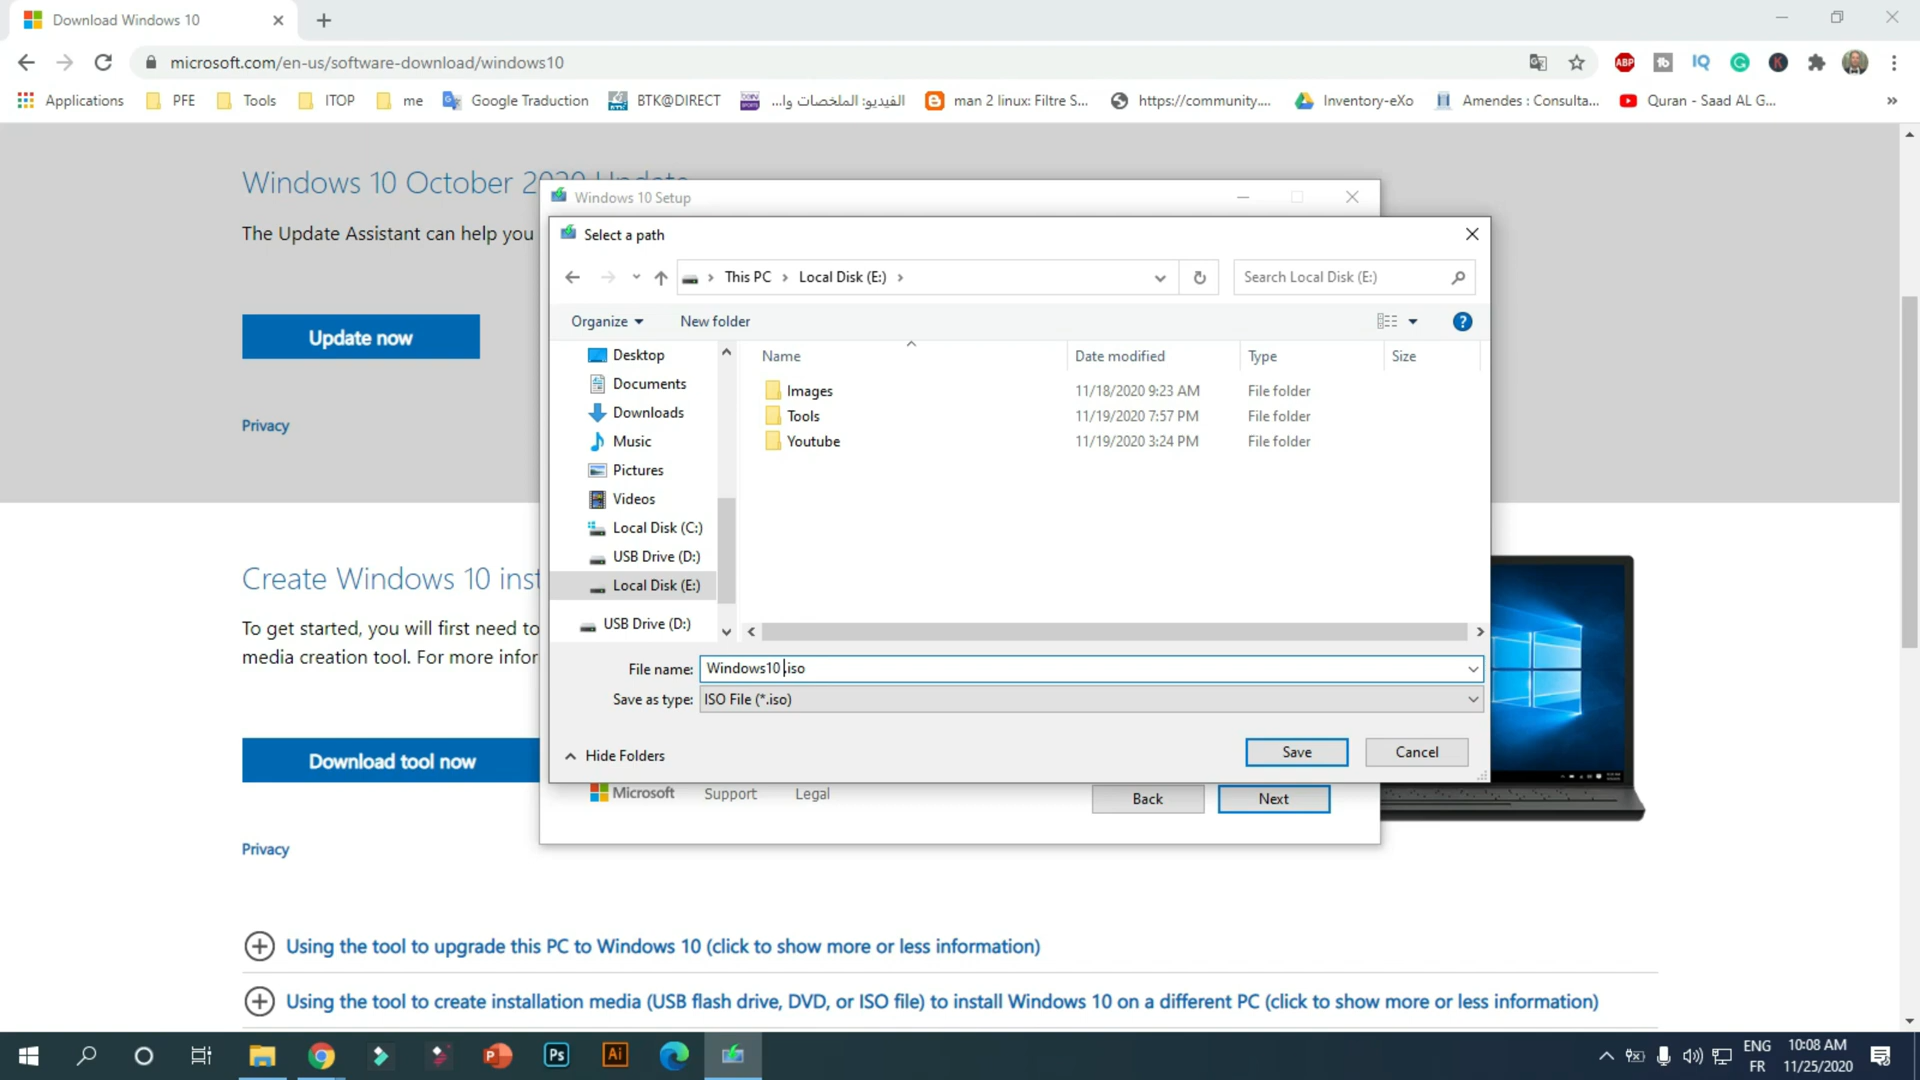 Download Windows 10
microsoft.com/en-us/software-download/windows10
ABP
IQ
Applications
PFE
Tools
ITOP
me
Google Traduction
BTK@DIRECT
الفيديو: الملخصات وا...
man 2 linux: Filtre S...
https://community....
Inventory-eXo
Amendes : Consulta...
Quran - Saad AL G...
»
Windows 10 October 2020 Update
The Update Assistant can help you
Update now
Privacy
Windows 10 Setup
Select a path
This PC > Local Disk (E:) >
Search Local Disk (E:)
Organize
New folder
Desktop
Documents
Downloads
Music
Pictures
Videos
Local Disk (C:)
USB Drive (D:)
Local Disk (E:)
USB Drive (D:)
Name Date modified Type Size
Images 11/18/2020 9:23 AM File folder
Tools 11/19/2020 7:57 PM File folder
Youtube 11/19/2020 3:24 PM File folder
File name: Windows10 .iso
Save as type: ISO File (*.iso)
Hide Folders
Save
Cancel
Microsoft
Support
Legal
Back
Next
Create Windows 10 inst
To get started, you will first need to
media creation tool. For more infor
Download tool now
Privacy
Using the tool to upgrade this PC to Windows 10 (click to show more or less information)
Using the tool to create installation media (USB flash drive, DVD, or ISO file) to install Windows 10 on a different PC (click to show more or less information)
Ps
Ai
ENG
FR
10:08 AM
11/25/2020